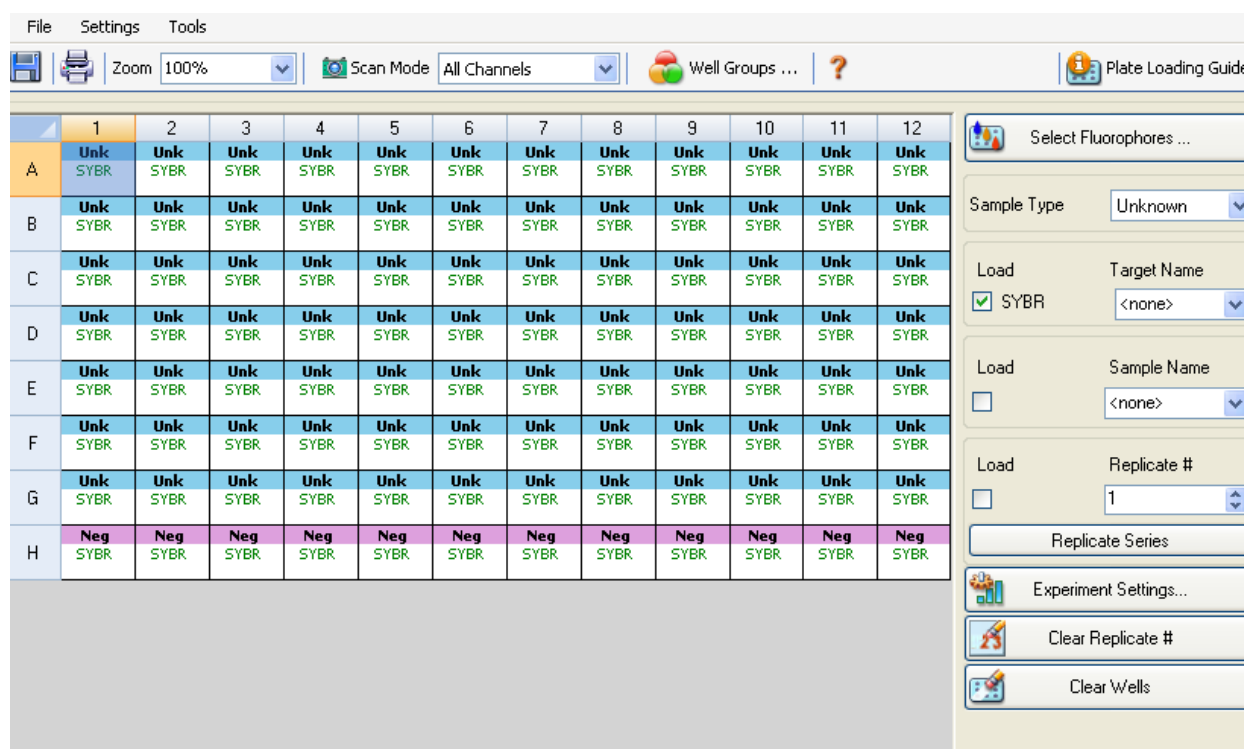 File Settings Tools
Zoom 100% Scan Mode All Channels Well Groups ... ? Plate Loading Guide
1 2 3 4 5 6 7 8 9 10 11 12
Unk Unk Unk Unk Unk Unk Unk Unk Unk Unk Unk Unk
A SYBR SYBR SYBR SYBR SYBR SYBR SYBR SYBR SYBR SYBR SYBR SYBR
Unk Unk Unk Unk Unk Unk Unk Unk Unk Unk Unk Unk
B SYBR SYBR SYBR SYBR SYBR SYBR SYBR SYBR SYBR SYBR SYBR SYBR
Unk Unk Unk Unk Unk Unk Unk Unk Unk Unk Unk Unk
C SYBR SYBR SYBR SYBR SYBR SYBR SYBR SYBR SYBR SYBR SYBR SYBR
Unk Unk Unk Unk Unk Unk Unk Unk Unk Unk Unk Unk
D SYBR SYBR SYBR SYBR SYBR SYBR SYBR SYBR SYBR SYBR SYBR SYBR
Unk Unk Unk Unk Unk Unk Unk Unk Unk Unk Unk Unk
E SYBR SYBR SYBR SYBR SYBR SYBR SYBR SYBR SYBR SYBR SYBR SYBR
Unk Unk Unk Unk Unk Unk Unk Unk Unk Unk Unk Unk
F SYBR SYBR SYBR SYBR SYBR SYBR SYBR SYBR SYBR SYBR SYBR SYBR
Unk Unk Unk Unk Unk Unk Unk Unk Unk Unk Unk Unk
G SYBR SYBR SYBR SYBR SYBR SYBR SYBR SYBR SYBR SYBR SYBR SYBR
Neg Neg Neg Neg Neg Neg Neg Neg Neg Neg Neg Neg
H SYBR SYBR SYBR SYBR SYBR SYBR SYBR SYBR SYBR SYBR SYBR SYBR
Select Fluorophores ...
Sample Type Unknown
Load Target Name
SYBR <none>
Load Sample Name
<none>
Load Replicate #
1
Replicate Series
Experiment Settings...
Clear Replicate #
Clear Wells